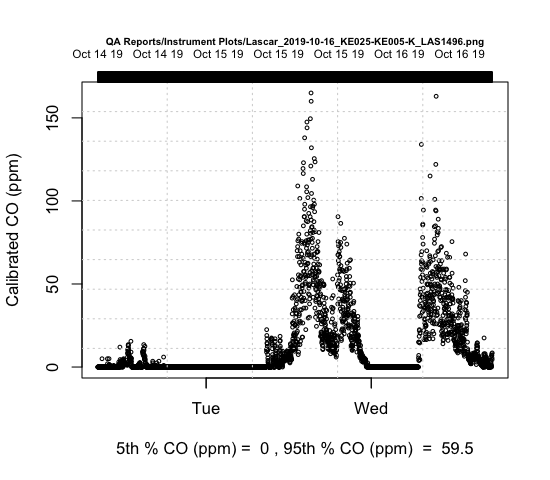 QA Reports/Instrument Plots/Lascar_2019-10-16_KE025-KE005-K_LAS1496.png
Oct 14 19 Oct 14 19 Oct 15 19 Oct 15 19 Oct 15 19 Oct 16 19 Oct 16 19
Calibrated CO (ppm)
150
100
50
0
Tue Wed
5th % CO (ppm) = 0 , 95th % CO (ppm) = 59.5